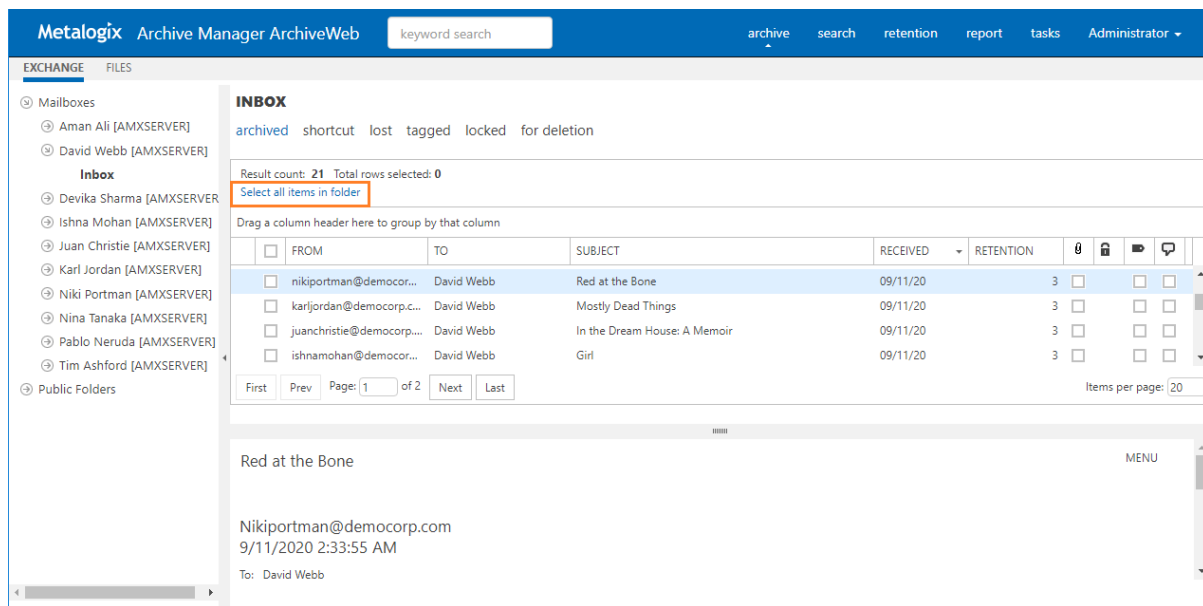 Metalogix Archive Manager ArchiveWeb keyword search archive search retention report tasks Administrator
EXCHANGE FILES
Mailboxes
Aman Ali [AMXSERVER]
David Webb [AMXSERVER]
Inbox
Devika Sharma [AMXSERVER
Ishna Mohan [AMXSERVER]
Juan Christie [AMXSERVER]
Karl Jordan [AMXSERVER]
Niki Portman [AMXSERVER]
Nina Tanaka [AMXSERVER]
Pablo Neruda [AMXSERVER]
Tim Ashford [AMXSERVER]
Public Folders
INBOX
archived shortcut lost tagged locked for deletion
Result count: 21 Total rows selected: 0
Select all items in folder
Drag a column header here to group by that column
FROM TO SUBJECT RECEIVED RETENTION
nikiportman@democor... David Webb Red at the Bone 09/11/20 3
karljordan@democorp.c... David Webb Mostly Dead Things 09/11/20 3
juanchristie@democorp.... David Webb In the Dream House: A Memoir 09/11/20 3
ishnamohan@democor... David Webb Girl 09/11/20 3
First Prev Page: 1 of 2 Next Last Items per page: 20
Red at the Bone MENU
Nikiportman@democorp.com
9/11/2020 2:33:55 AM
To: David Webb